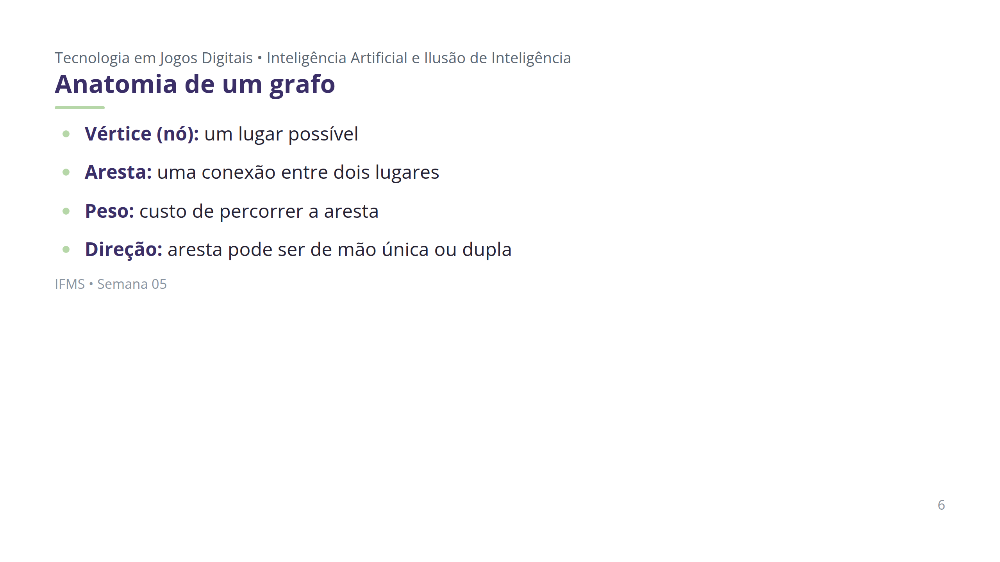 Tecnologia em Jogos Digitais • Inteligência Artificial e Ilusão de Inteligência
Anatomia de um grafo
• Vértice (nó): um lugar possível
• Aresta: uma conexão entre dois lugares
• Peso: custo de percorrer a aresta
• Direção: aresta pode ser de mão única ou dupla
IFMS • Semana 05
6